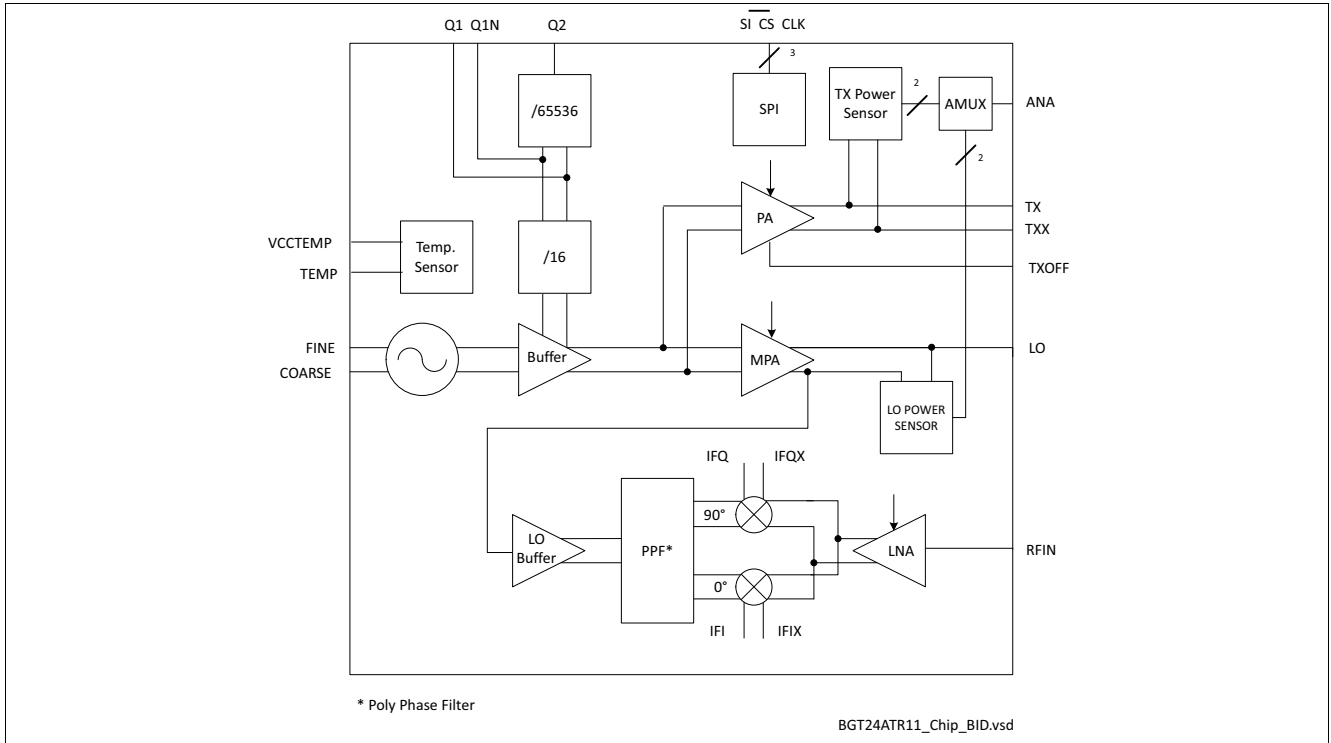 Q1 Q1N
Q2
SI CS CLK
3
/65536
SPI
TX Power
Sensor
2
AMUX
ANA
2
PA
TX
TXX
TXOFF
VCCTEMP
TEMP
Temp.
Sensor
/16
FINE
COARSE
Buffer
MPA
LO
LO POWER
SENSOR
IFQ
IFQX
LO
Buffer
PPF*
90°
0°
LNA
RFIN
IFI
IFIX
* Poly Phase Filter
BGT24ATR11_Chip_BID.vsd